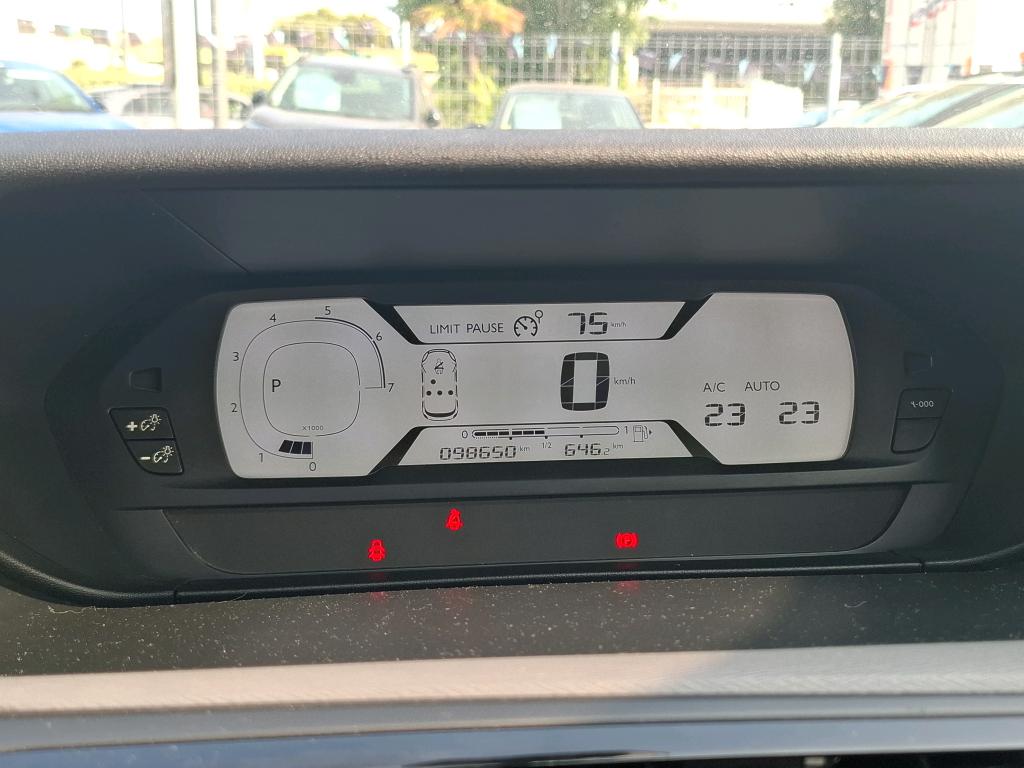 LIMIT PAUSE 75 km/h
4 5 6
3 P 7
2
x1000
1 0
0 km/h
A/C AUTO
23 23
0 1/2 1
098650 km 646.2 km
+
-
000
(P)